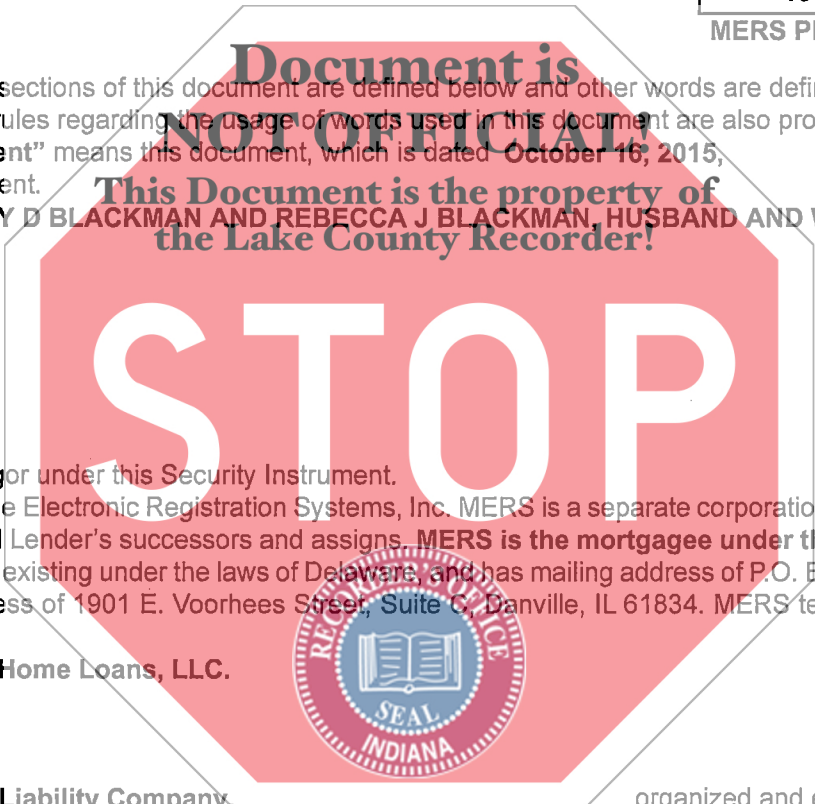 MERS
Document is
sections of this document are defined below and other words are
rules regarding the usage of words used in this document are also
NOT OFFICIAL!
ent” means this document, which is dated October 16, 2015,
ent.
This Document is the property of
Y D BLACKMAN AND REBECCA J BLACKMAN, HUSBAND AND
the Lake County Recorder!
STOP
gor under this Security Instrument.
e Electronic Registration Systems, Inc. MERS is a separate
Lender's successors and assigns. MERS is the mortgagee under
existing under the laws of Delaware, and has mailing address of P.O.
ess of 1901 E. Voorhees Street, Suite C, Danville, IL 61834. MERS
RECORDER'S OFFICE
Home Loans, LLC.
SEAL
INDIANA
Liability Company
organized and